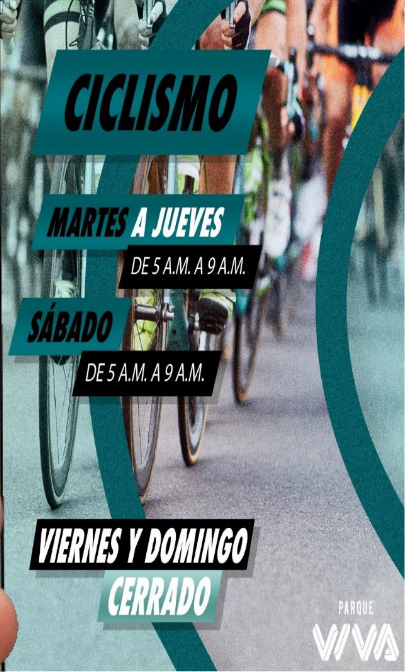 CICLISMO
MARTES A JUEVES
DE 5 A.M. A 9 A.M.
SÁBADO
DE 5 A.M. A 9 A.M.
VIERNES Y DOMINGO
CERRADO
PARQUE
VIVA